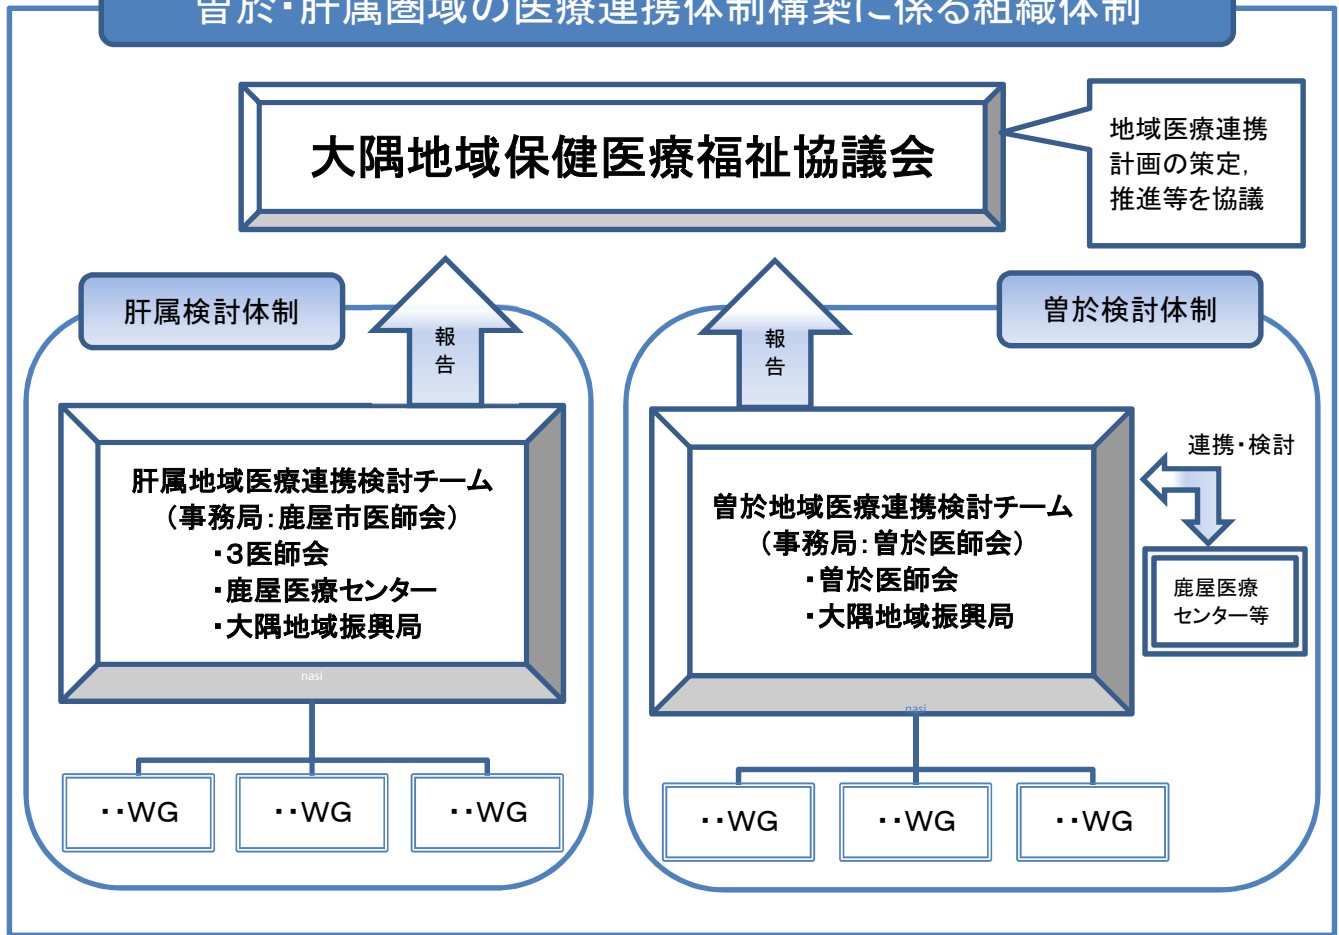 曽於・肝属圏域の医療連携体制構築に係る組織体制
大隅地域保健医療福祉協議会
地域医療連携
計画の策定,
推進等を協議
肝属検討体制
報
告
報
告
曽於検討体制
肝属地域医療連携検討チーム
（事務局：鹿屋市医師会）
・３医師会
・鹿屋医療センター
・大隅地域振興局
nasi
曽於地域医療連携検討チーム
（事務局：曽於医師会）
・曽於医師会
・大隅地域振興局
nasi
連携・検討
鹿屋医療
センター等
・・WG
・・WG
・・WG
・・WG
・・WG
・・WG